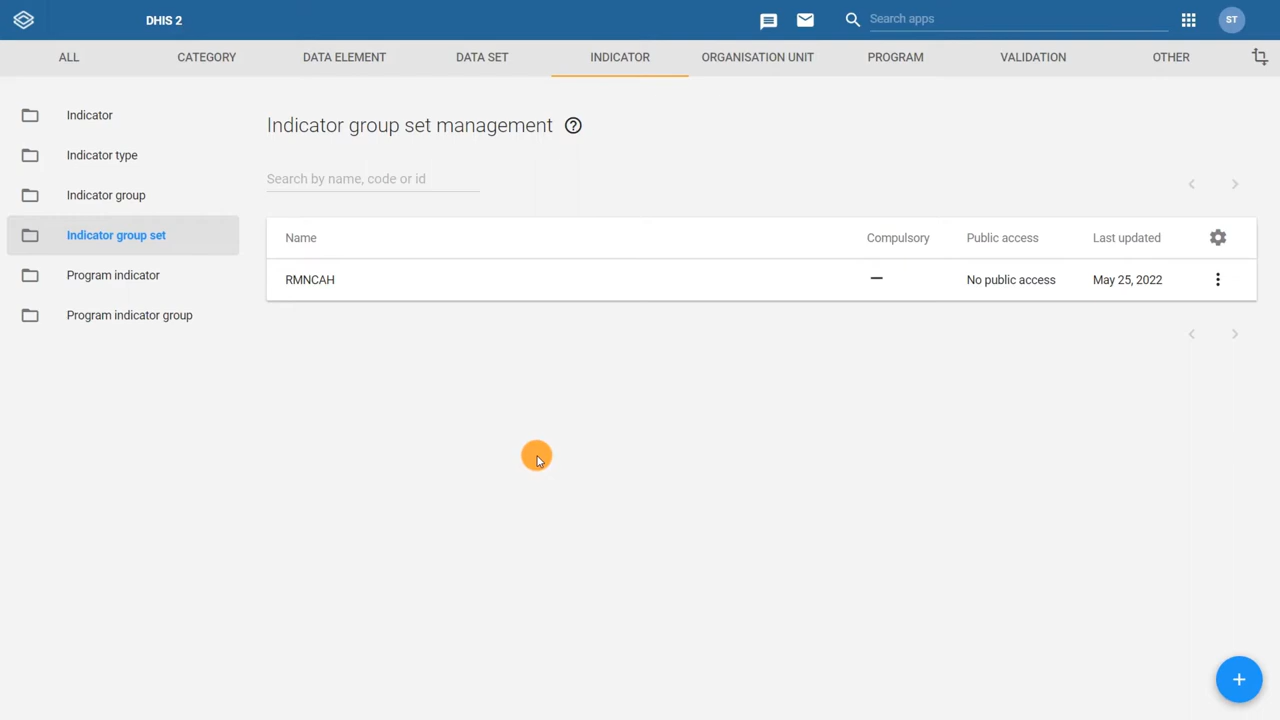 DHIS 2
Search apps
ST
ALL
CATEGORY
DATA ELEMENT
DATA SET
INDICATOR
ORGANISATION UNIT
PROGRAM
VALIDATION
OTHER
Indicator
Indicator type
Indicator group
Indicator group set
Program indicator
Program indicator group
Indicator group set management
Search by name, code or id
Name Compulsory Public access Last updated
RMNCAH No public access May 25, 2022